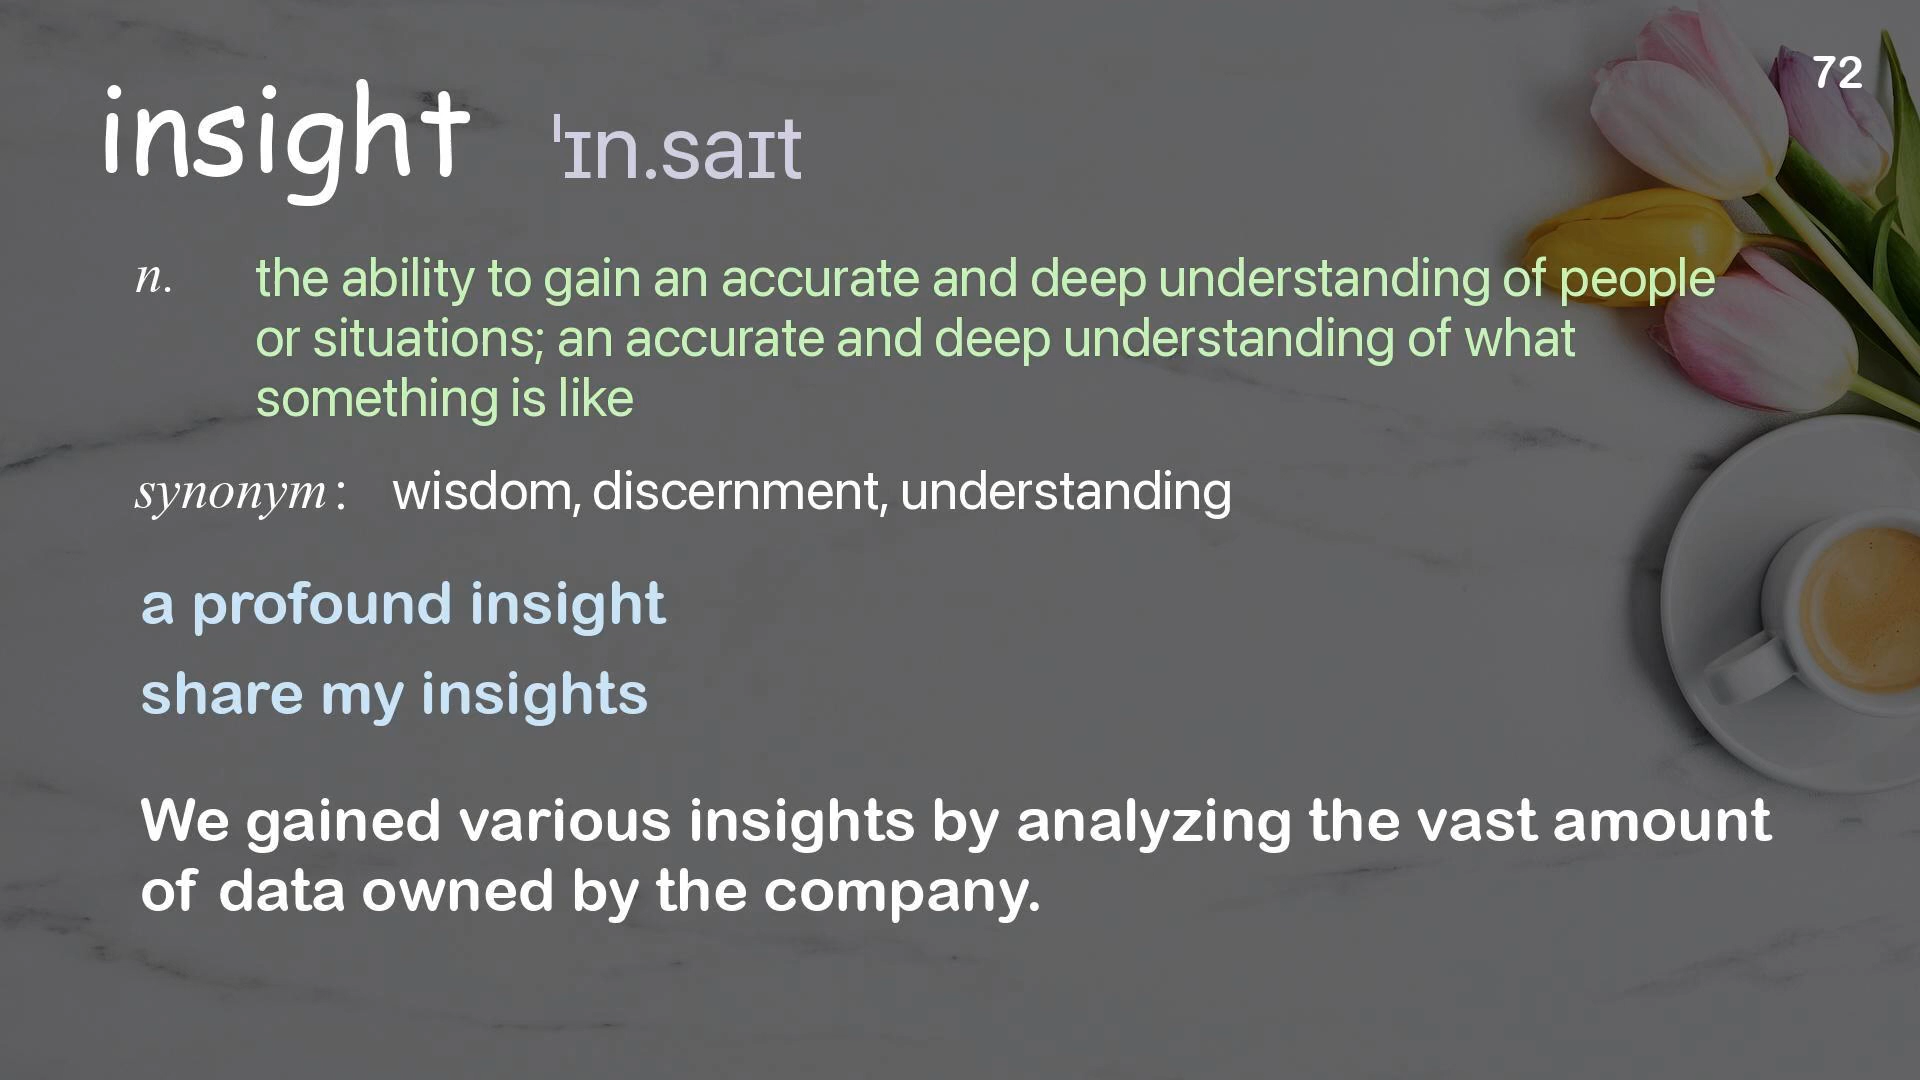 72
insight ˈɪn.saɪt
n. the ability to gain an accurate and deep understanding of people
or situations; an accurate and deep understanding of what
something is like
synonym: wisdom, discernment, understanding
a profound insight
share my insights
We gained various insights by analyzing the vast amount
of data owned by the company.